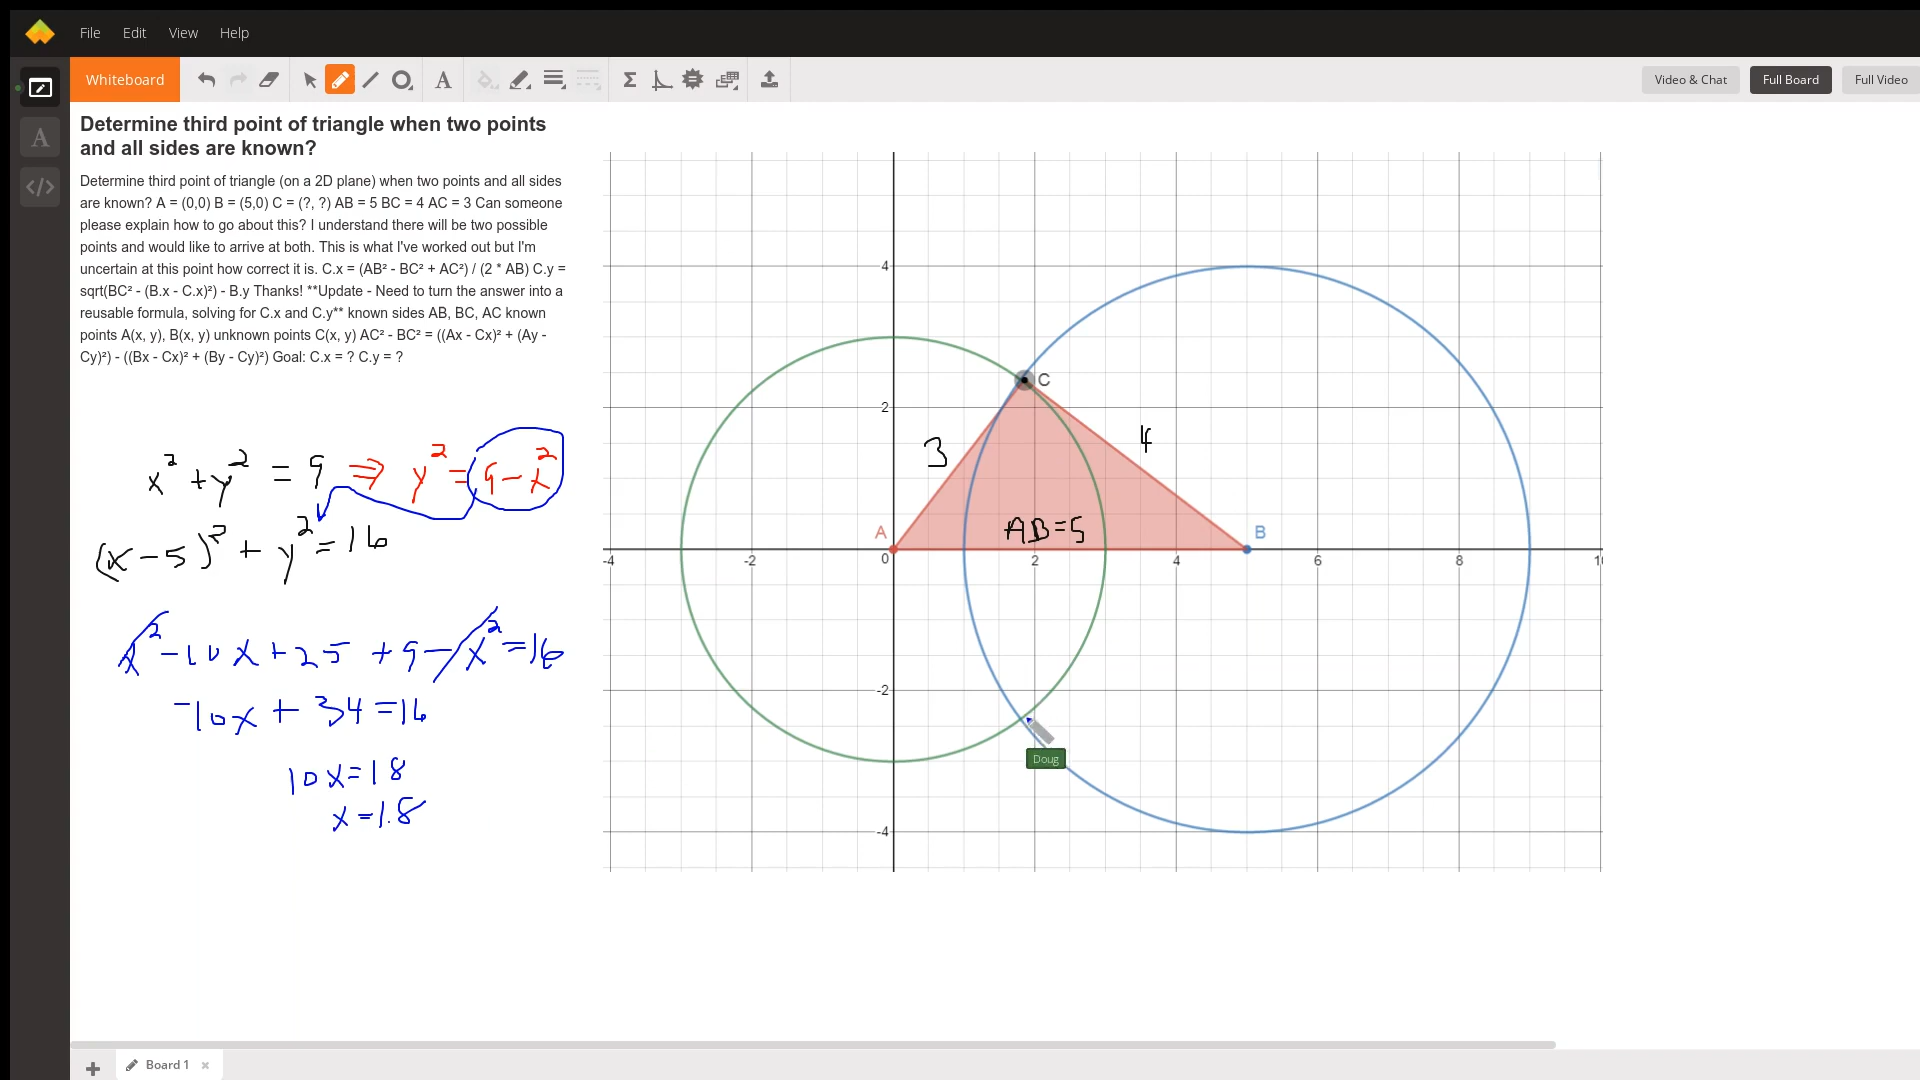 File Edit View Help
Whiteboard
Video & Chat Full Board Full Video
Determine third point of triangle when two points
and all sides are known?
Determine third point of triangle (on a 2D plane) when two points and all sides
are known? A = (0,0) B = (5,0) C = (?, ?) AB = 5 BC = 4 AC = 3 Can someone
please explain how to go about this? I understand there will be two possible
points and would like to arrive at both. This is what I've worked out but I'm
uncertain at this point how correct it is. C.x = (AB² - BC² + AC²) / (2 * AB) C.y =
sqrt(BC² - (B.x - C.x)²) - B.y Thanks! **Update - Need to turn the answer into a
reusable formula, solving for C.x and C.y** known sides AB, BC, AC known
points A(x, y), B(x, y) unknown points C(x, y) AC² - BC² = ((Ax - Cx)² + (Ay -
Cy)²) - ((Bx - Cx)² + (By - Cy)²) Goal: C.x = ? C.y = ?
x² + y² = 9 ⇒ y² = 9 - x²
(x - 5)² + y² = 16
x² - 10x + 25 + 9 - x² = 16
-10x + 34 = 16
10x = 18
x = 1.8
4
C
2
3
4
AB = 5
A
B
-4 -2 0 2 4 6 8 10
-2
Doug
-4
Board 1